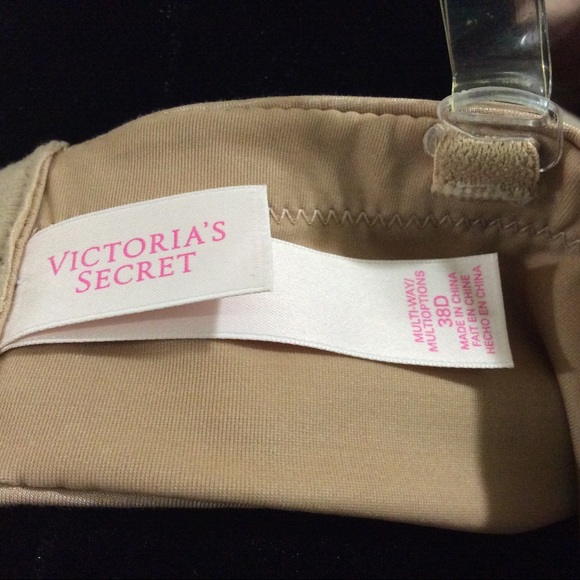 VICTORIA'S
SECRET
MULTI-WAY/
MULTIOPTIONS
38D
MADE IN CHINA
FAIT EN CHINE
HECHO EN CHINA